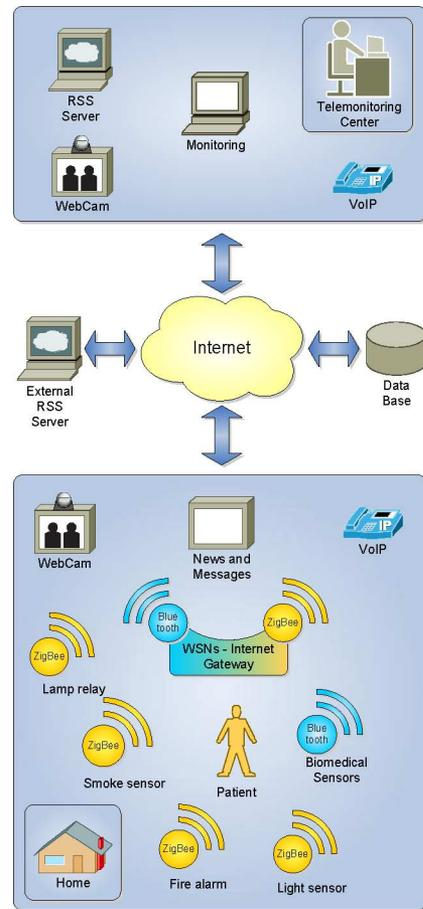 RSS
Server
Monitoring
Telemonitoring
Center
WebCam
IP
VoIP
Internet
External
RSS
Server
Data
Base
WebCam
News and
Messages
IP
VoIP
Blue
tooth
ZigBee
WSNs - Internet
Gateway
ZigBee
Lamp relay
ZigBee
Smoke sensor
Patient
Blue
tooth
Biomedical
Sensors
Home
ZigBee
Fire alarm
ZigBee
Light sensor